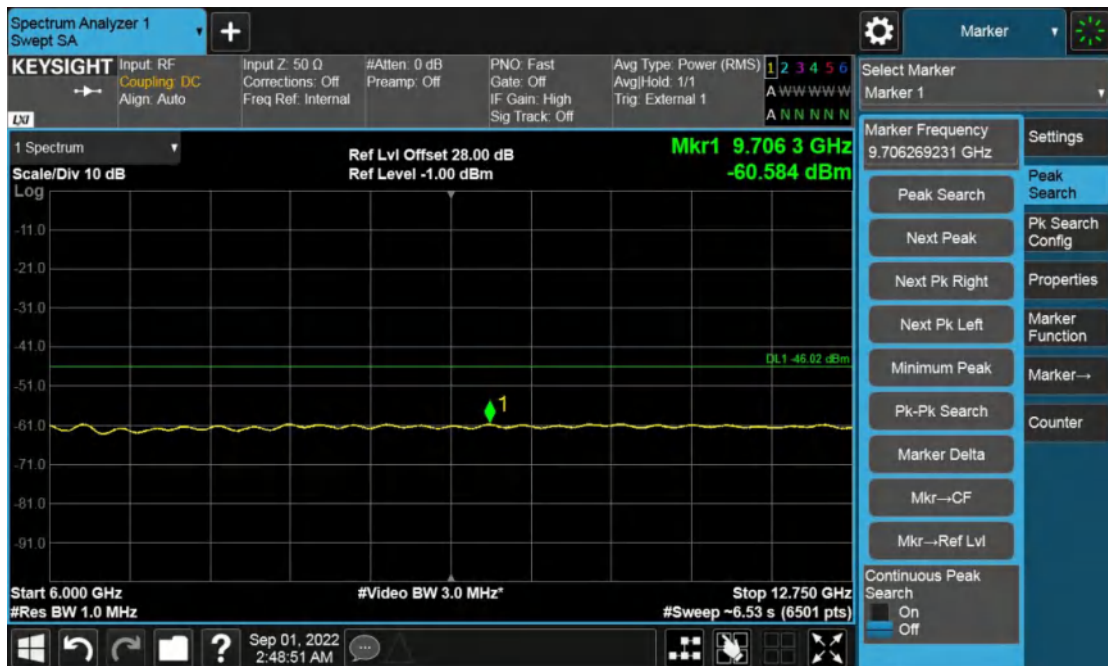 Spectrum Analyzer 1
Swept SA
+
Marker
KEYSIGHT
LXI
Input: RF
Coupling: DC
Align: Auto
Input Z: 50 Ω
Corrections: Off
Freq Ref: Internal
#Atten: 0 dB
Preamp: Off
PNO: Fast
Gate: Off
IF Gain: High
Sig Track: Off
Avg Type: Power (RMS)
Avg|Hold: 1/1
Trig: External 1
1 2 3 4 5 6
A W W W W W
A N N N N N
Select Marker
Marker 1
1 Spectrum
Scale/Div 10 dB
Log
Ref Lvl Offset 28.00 dB
Ref Level -1.00 dBm
Mkr1 9.706 3 GHz
-60.584 dBm
-11.0
-21.0
-31.0
-41.0
DL1 -46.02 dBm
-51.0
1
-61.0
-71.0
-81.0
-91.0
Start 6.000 GHz
#Res BW 1.0 MHz
#Video BW 3.0 MHz*
Stop 12.750 GHz
#Sweep ~6.53 s (6501 pts)
Marker Frequency
9.706269231 GHz
Peak Search
Next Peak
Next Pk Right
Next Pk Left
Minimum Peak
Pk-Pk Search
Marker Delta
Mkr→CF
Mkr→Ref Lvl
Continuous Peak
Search
On
Off
Settings
Peak
Search
Pk Search
Config
Properties
Marker
Function
Marker→
Counter
?
Sep 01, 2022
2:48:51 AM